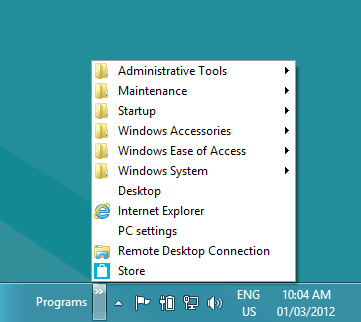 Administrative Tools
Maintenance
Startup
Windows Accessories
Windows Ease of Access
Windows System
Desktop
Internet Explorer
PC settings
Remote Desktop Connection
Store
Programs
ENG
US
10:04 AM
01/03/2012